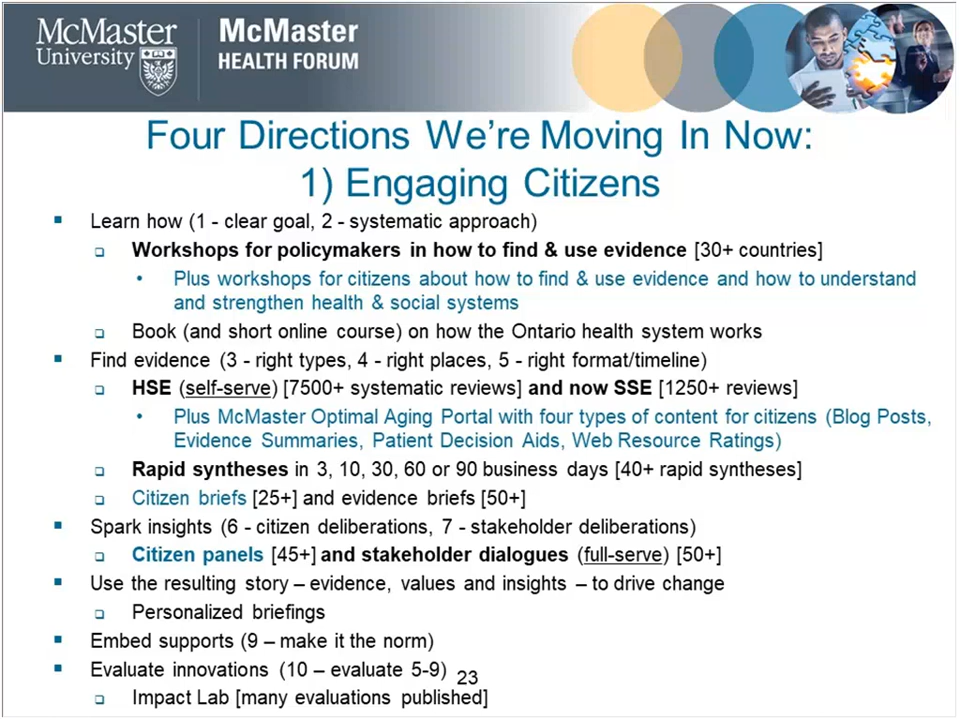 McMaster
University
McMaster
HEALTH FORUM
Four Directions We're Moving In Now:
1) Engaging Citizens
Learn how (1 - clear goal, 2 - systematic approach)
Workshops for policymakers in how to find & use evidence [30+ countries]
Plus workshops for citizens about how to find & use evidence and how to understand
and strengthen health & social systems
Book (and short online course) on how the Ontario health system works
Find evidence (3 - right types, 4 - right places, 5 - right format/timeline)
HSE (self-serve) [7500+ systematic reviews] and now SSE [1250+ reviews]
Plus McMaster Optimal Aging Portal with four types of content for citizens (Blog Posts,
Evidence Summaries, Patient Decision Aids, Web Resource Ratings)
Rapid syntheses in 3, 10, 30, 60 or 90 business days [40+ rapid syntheses]
Citizen briefs [25+] and evidence briefs [50+]
Spark insights (6 - citizen deliberations, 7 - stakeholder deliberations)
Citizen panels [45+] and stakeholder dialogues (full-serve) [50+]
Use the resulting story – evidence, values and insights – to drive change
Personalized briefings
Embed supports (9 – make it the norm)
Evaluate innovations (10 – evaluate 5-9) 23
Impact Lab [many evaluations published]